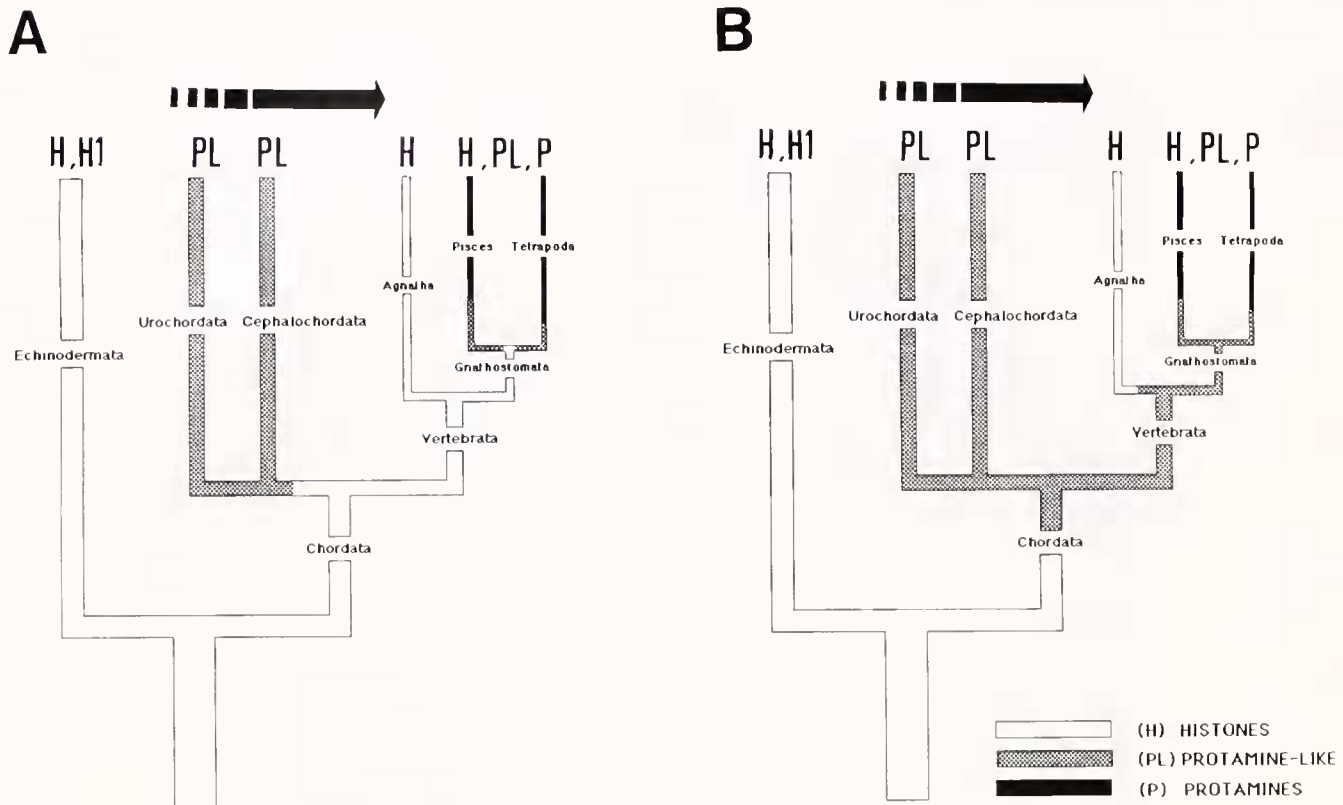 A
H,H1 PL PL H H,PL,P
Pisces Tetrapoda
Agnatha
Urochordata Cephalochordata
Echinodermata
Gnathostomata
Vertebrata
Chordata
B
H,H1 PL PL H H,PL,P
Pisces Tetrapoda
Agnatha
Urochordata Cephalochordata
Echinodermata
Gnathostomata
Vertebrata
Chordata
(H) HISTONES
(PL) PROTAMINE-LIKE
(P) PROTAMINES